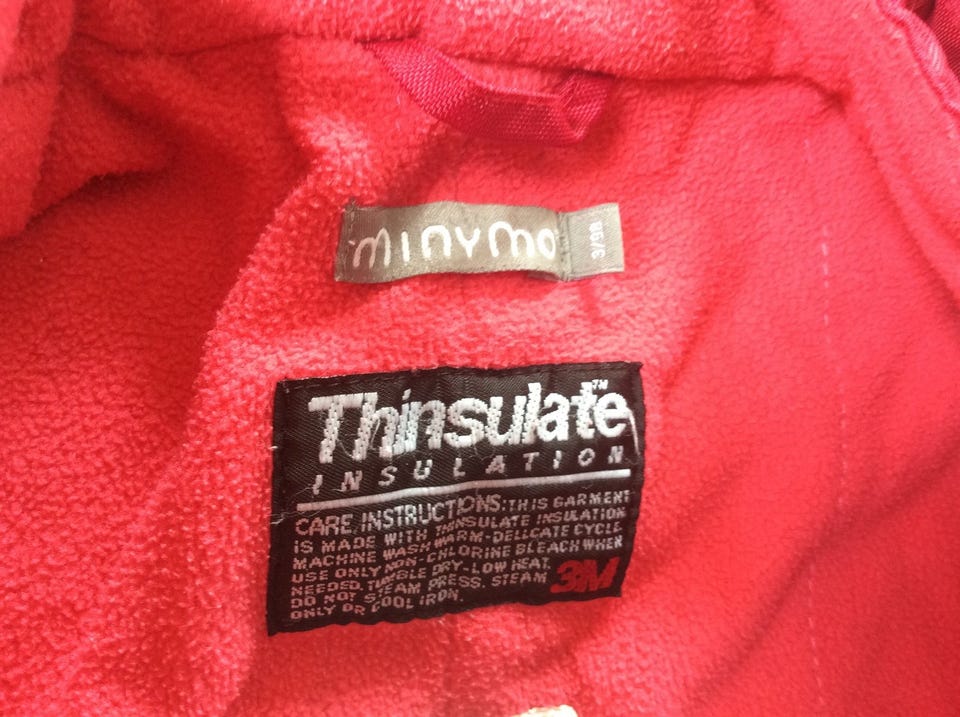 minymo
3/98
Thinsulate™
INSULATION
CARE INSTRUCTIONS: THIS GARMENT
IS MADE WITH THINSULATE INSULATION
MACHINE WASH WARM-DELICATE CYCLE
USE ONLY NON-CHLORINE BLEACH WHEN
NEEDED. TUMBLE DRY-LOW HEAT.
DO NOT STEAM PRESS. STEAM
ONLY OR COOL IRON.
3M